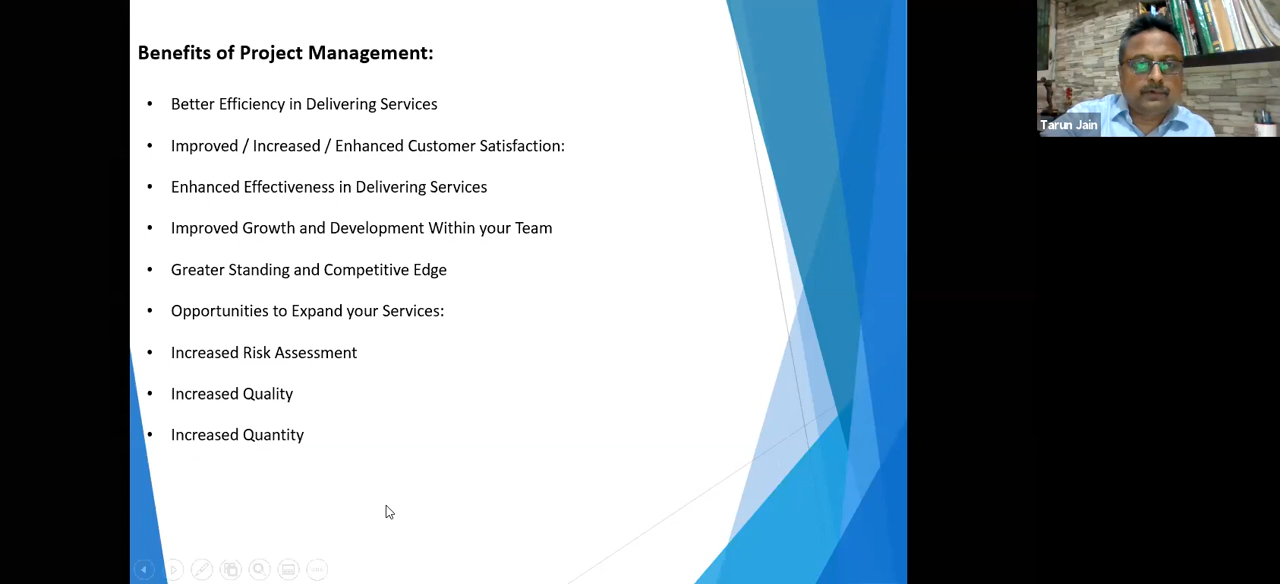 Benefits of Project Management:
• Better Efficiency in Delivering Services
• Improved / Increased / Enhanced Customer Satisfaction:
• Enhanced Effectiveness in Delivering Services
• Improved Growth and Development Within your Team
• Greater Standing and Competitive Edge
• Opportunities to Expand your Services:
• Increased Risk Assessment
• Increased Quality
• Increased Quantity
Tarun Jain